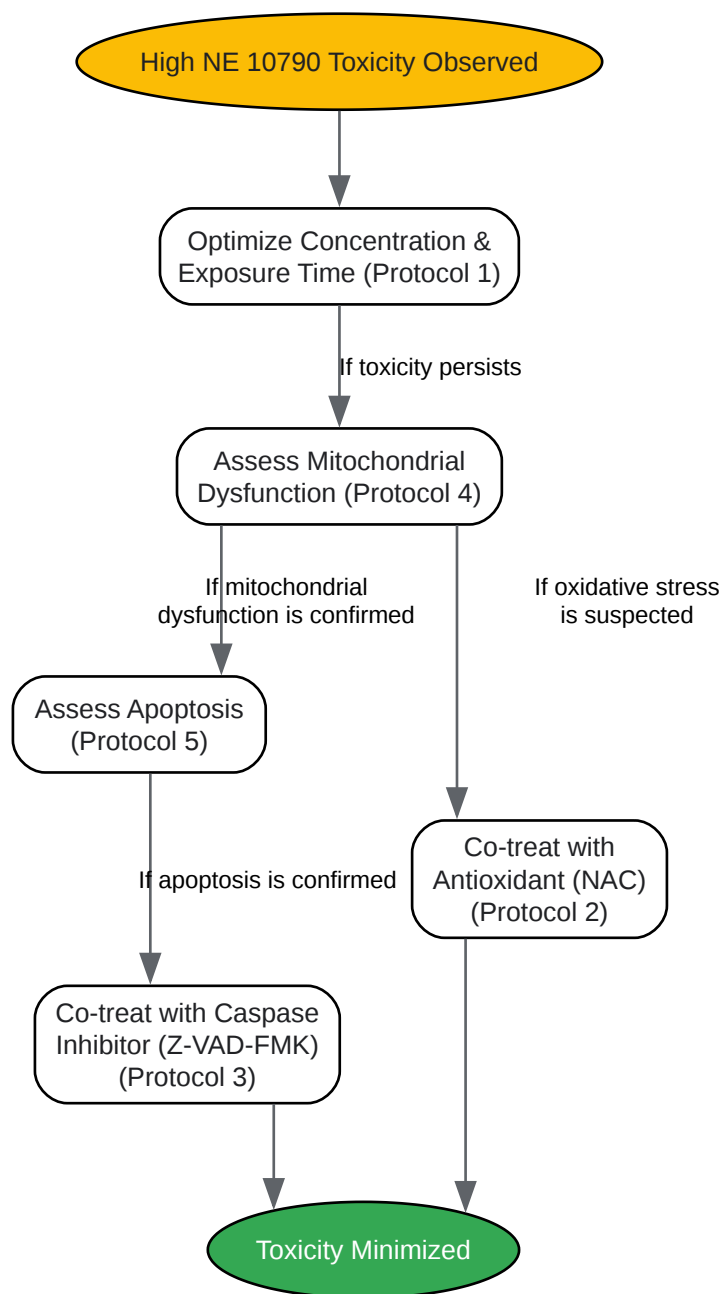 High NE 10790 Toxicity Observed
Optimize Concentration &
Exposure Time (Protocol 1)
If toxicity persists
Assess Mitochondrial
Dysfunction (Protocol 4)
If mitochondrial
dysfunction is confirmed
If oxidative stress
is suspected
Assess Apoptosis
(Protocol 5)
Co-treat with
Antioxidant (NAC)
(Protocol 2)
If apoptosis is confirmed
Co-treat with Caspase
Inhibitor (Z-VAD-FMK)
(Protocol 3)
Toxicity Minimized